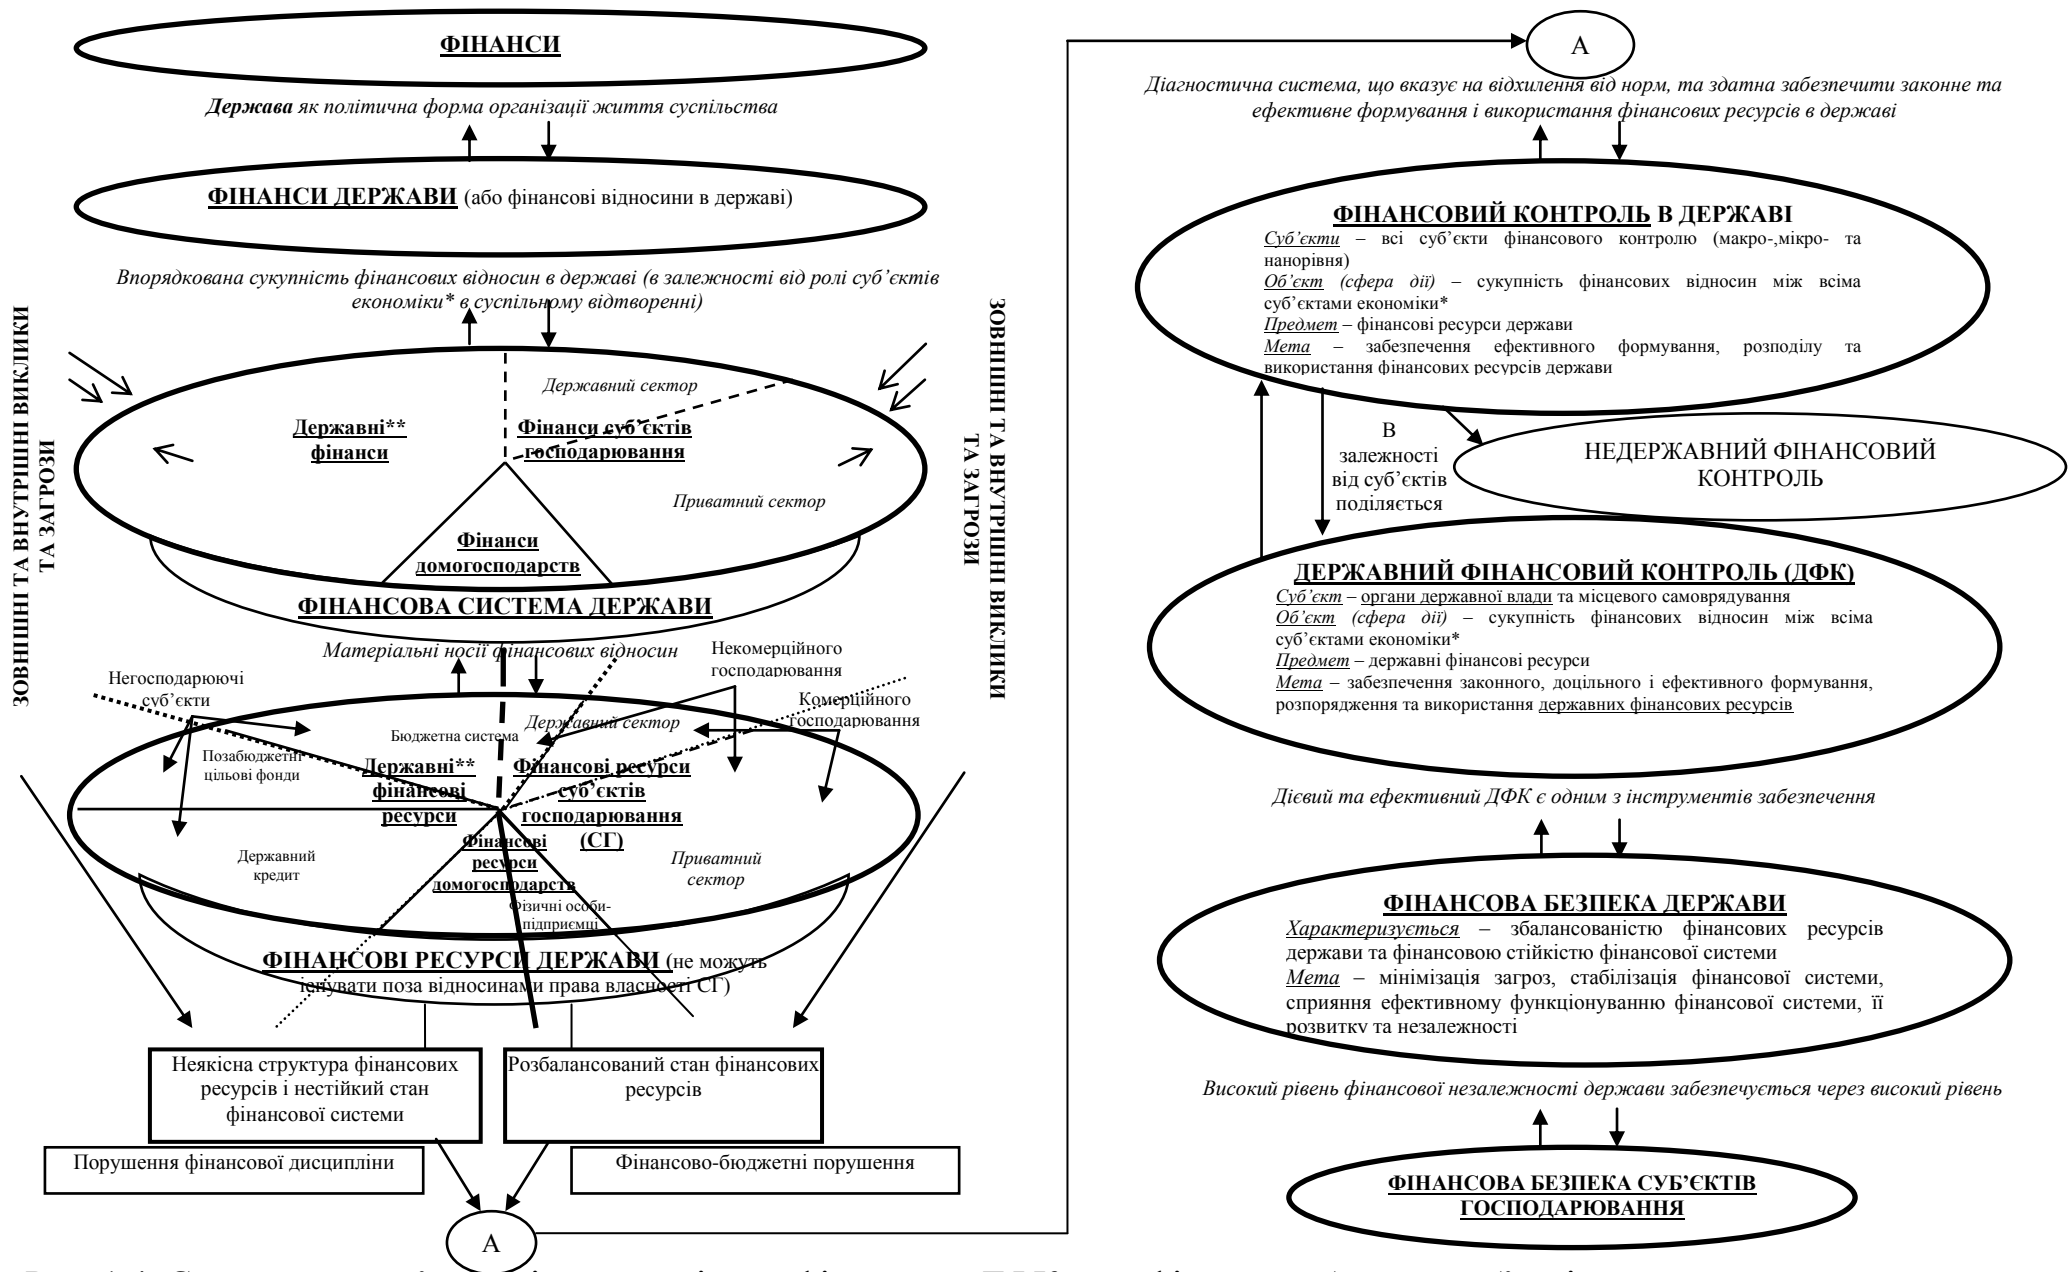 ФІНАНСИ
Держава як політична форма організації життя суспільства
ФІНАНСИ ДЕРЖАВИ (або фінансові відносини в державі)
Впорядкована сукупність фінансових відносин в державі (в залежності від ролі суб’єктів
економіки* в суспільному відтворенні)
ЗОВНІШНІ ТА ВНУТРІШНІ ВИКЛИКИ
ТА ЗАГРОЗИ
ЗОВНІШНІ ТА ВНУТРІШНІ ВИКЛИКИ
ТА ЗАГРОЗИ
Державний сектор
Державні**
фінанси
Фінанси суб’єктів
господарювання
Приватний сектор
Фінанси
домогосподарств
ФІНАНСОВА СИСТЕМА ДЕРЖАВИ
Матеріальні носії фінансових відносин
Некомерційного
господарювання
Негосподарюючі
суб’єкти
Комерційного
господарювання
Державний сектор
Бюджетна система
Позабюджетні
цільові фонди
Державні**
фінансові
ресурси
Фінансові ресурси
суб’єктів
господарювання
(СГ)
Фінансові
ресурси
домогосподарств
Державний
кредит
Приватний
сектор
Фізичні особи-
підприємці
ФІНАНСОВІ РЕСУРСИ ДЕРЖАВИ (не можуть
існувати поза відносинами права власності СГ)
Неякісна структура фінансових
ресурсів і нестійкий стан
фінансової системи
Розбалансований стан фінансових
ресурсів
Порушення фінансової дисципліни
Фінансово-бюджетні порушення
А
А
Діагностична система, що вказує на відхилення від норм, та здатна забезпечити законне та
ефективне формування і використання фінансових ресурсів в державі
ФІНАНСОВИЙ КОНТРОЛЬ В ДЕРЖАВІ
Суб’єкти – всі суб’єкти фінансового контролю (макро-,мікро- та
нанорівня)
Об’єкт (сфера дії) – сукупність фінансових відносин між всіма
суб’єктами економіки*
Предмет – фінансові ресурси держави
Мета – забезпечення ефективного формування, розподілу та
використання фінансових ресурсів держави
В
залежності
від суб’єктів
поділяється
НЕДЕРЖАВНИЙ ФІНАНСОВИЙ
КОНТРОЛЬ
ДЕРЖАВНИЙ ФІНАНСОВИЙ КОНТРОЛЬ (ДФК)
Суб’єкт – органи державної влади та місцевого самоврядування
Об’єкт (сфера дії) – сукупність фінансових відносин між всіма
суб’єктами економіки*
Предмет – державні фінансові ресурси
Мета – забезпечення законного, доцільного і ефективного формування,
розпорядження та використання державних фінансових ресурсів
Дієвий та ефективний ДФК є одним з інструментів забезпечення
ФІНАНСОВА БЕЗПЕКА ДЕРЖАВИ
Характеризується – збалансованістю фінансових ресурсів
держави та фінансовою стійкістю фінансової системи
Мета – мінімізація загроз, стабілізація фінансової системи,
сприяння ефективному функціонуванню фінансової системи, її
розвитку та незалежності
Високий рівень фінансової незалежності держави забезпечується через високий рівень
ФІНАНСОВА БЕЗПЕКА СУБ’ЄКТІВ
ГОСПОДАРЮВАННЯ